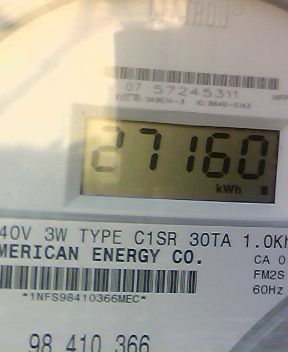 ITRON®
07 57245311
27160
kWh
40V 3W TYPE C1SR 30TA 1.0K
MERICAN ENERGY CO.
CA 0
FM2S
60Hz
*1NFS98410366MEC*
98 410 366